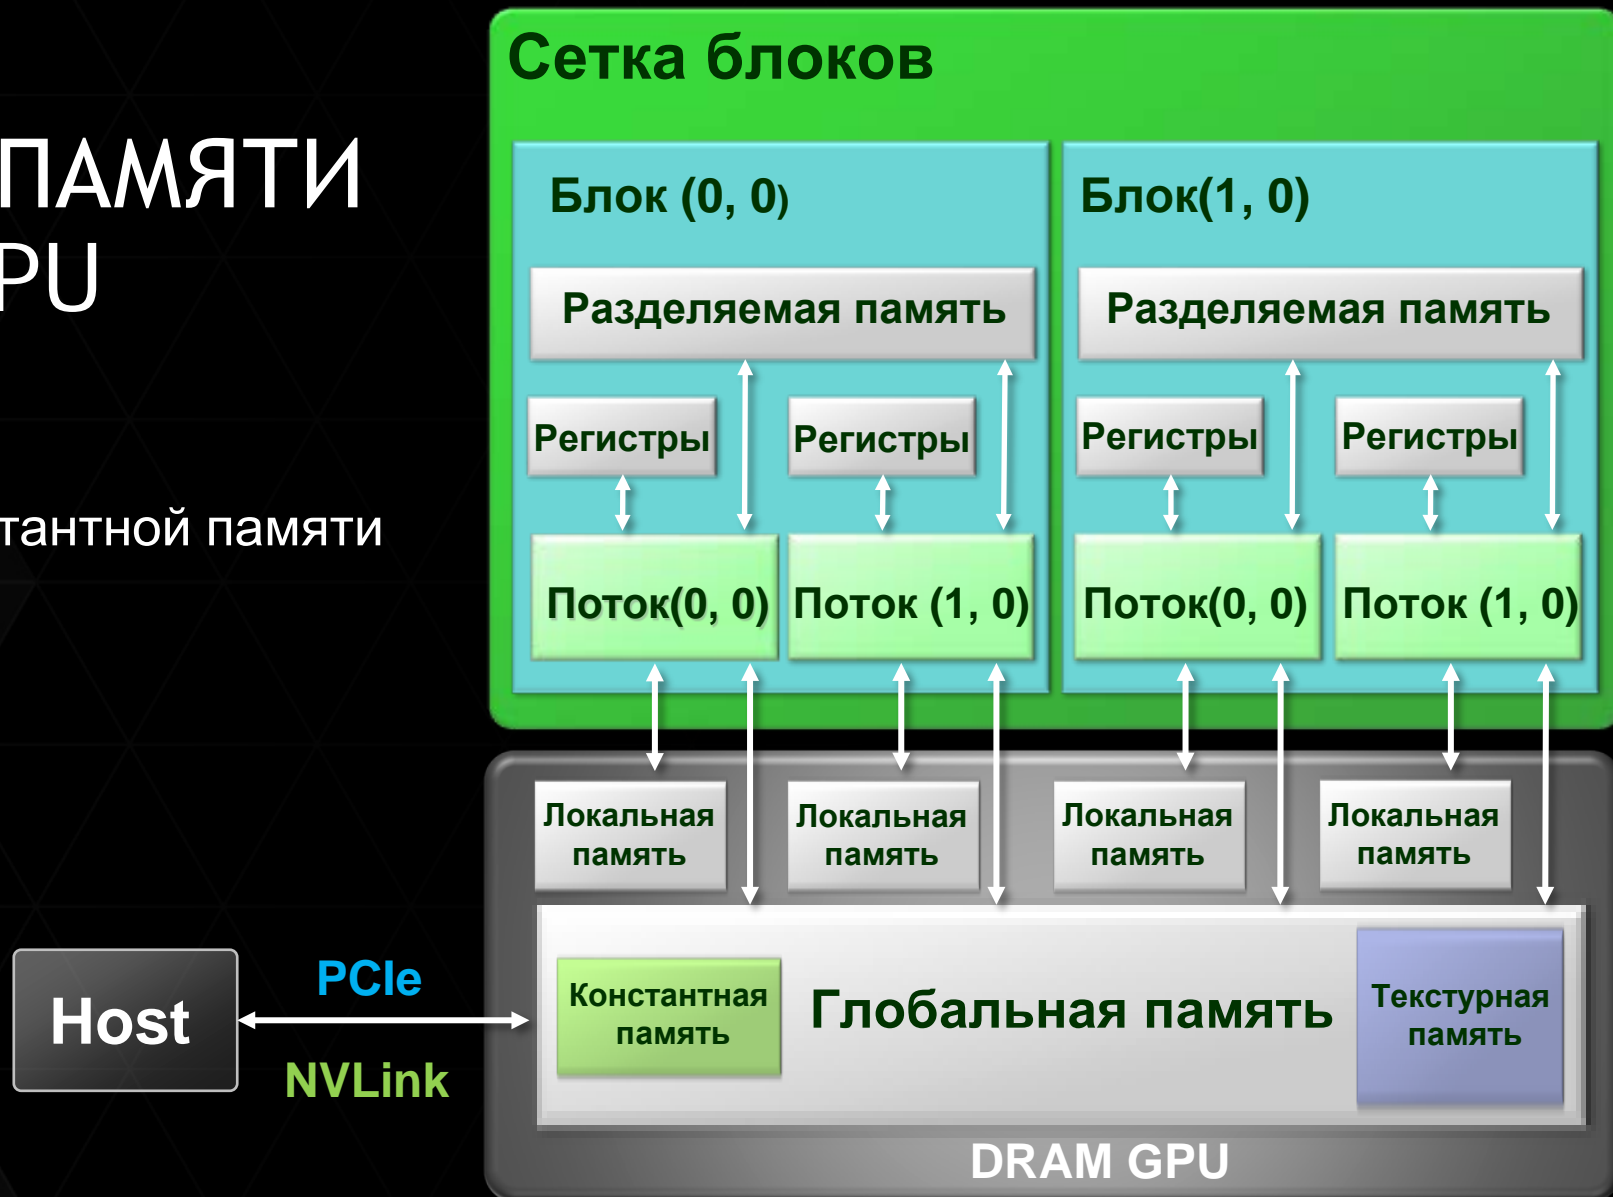 ПАМЯТИ
PU
тантной памяти
Сетка блоков
Блок (0, 0)
Блок(1, 0)
Разделяемая память
Разделяемая память
Регистры
Регистры
Регистры
Регистры
Поток(0, 0)
Поток (1, 0)
Поток(0, 0)
Поток (1, 0)
Локальная
память
Локальная
память
Локальная
память
Локальная
память
Host
PCIe
NVLink
Константная
память
Глобальная память
Текстурная
память
DRAM GPU